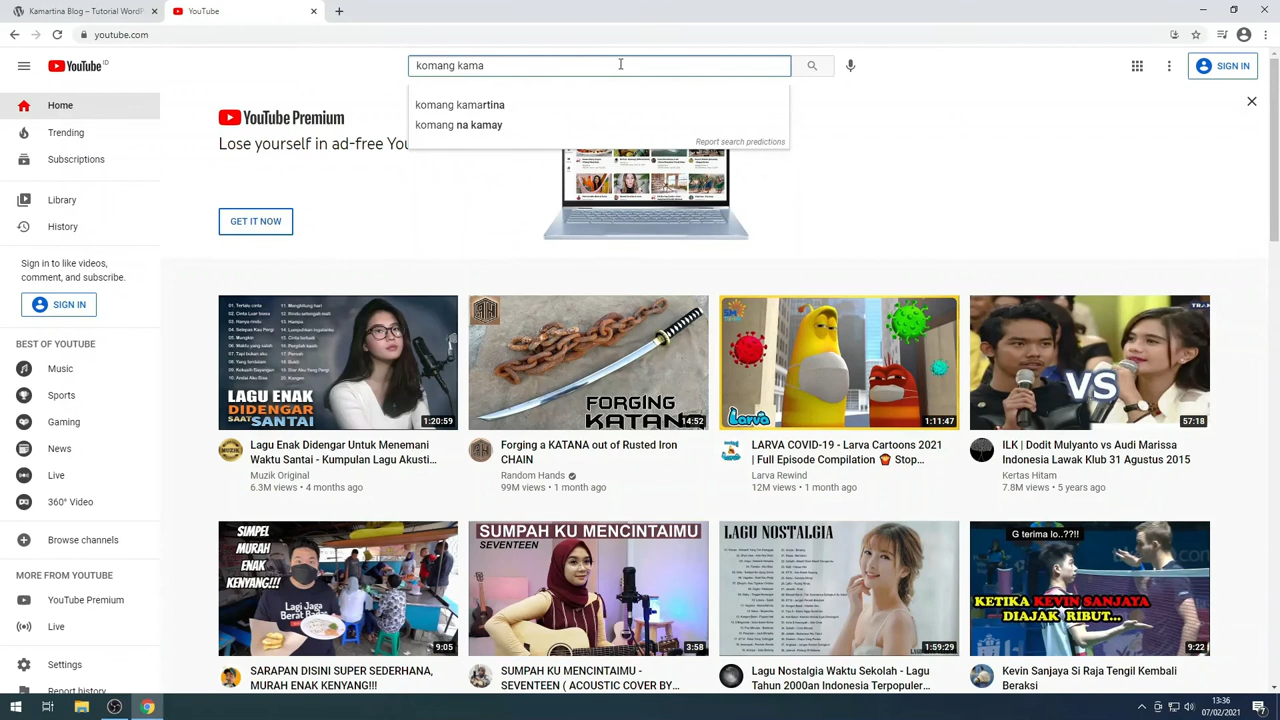 Kamartina Blog – Tutorial WordP
YouTube
youtube.com
YouTube ID
komang kama
SIGN IN
komang kamartina
komang na kamay
Report search predictions
Home
Trending
Subscriptions
Library
History
Sign in to like videos,
comment, and subscribe.
SIGN IN
BEST OF YOUTUBE
Music
Sports
Gaming
News
Live
360° Video
Browse channels
YouTube Premium
Settings
Report history
YouTube Premium
Lose yourself in ad-free You
GET IT NOW
LAGU ENAK
DIDENGAR
SAAT
SANTAI
1:20:59
Lagu Enak Didengar Untuk Menemani
Waktu Santai - Kumpulan Lagu Akusti...
Muzik Original
6.3M views • 4 months ago
FORGING
KATANA
14:52
Forging a KATANA out of Rusted Iron
CHAIN
Random Hands
99M views • 1 month ago
Larva
1:11:47
LARVA COVID-19 - Larva Cartoons 2021
| Full Episode Compilation 🍟 Stop...
Larva Rewind
12M views • 1 month ago
VS
57:18
ILK | Dodit Mulyanto vs Audi Marissa
Indonesia Lawak Klub 31 Agustus 2015
Kertas Hitam
7.8M views • 5 years ago
SIMPEL
MURAH
ENAK
KENYANG!!!
Lagi Jaga
Berat
9:05
SARAPAN DISINI SUPER SEDERHANA,
MURAH ENAK KENYANG!!!
SUMPAH KU MENCINTAIMU
SEVENTEEN
3:58
SUMPAH KU MENCINTAIMU -
SEVENTEEN ( ACOUSTIC COVER BY...
LAGU NOSTALGIA
1:59:29
Lagu Nostalgia Waktu Sekolah - Lagu
Tahun 2000an Indonesia Terpopuler...
G terima lo..??!!
KETIKA KEVIN SANJAYA
DIAJAK RIBUT...
9:22
Kevin Sanjaya Si Raja Tengil Kembali
Beraksi
13:36
07/02/2021